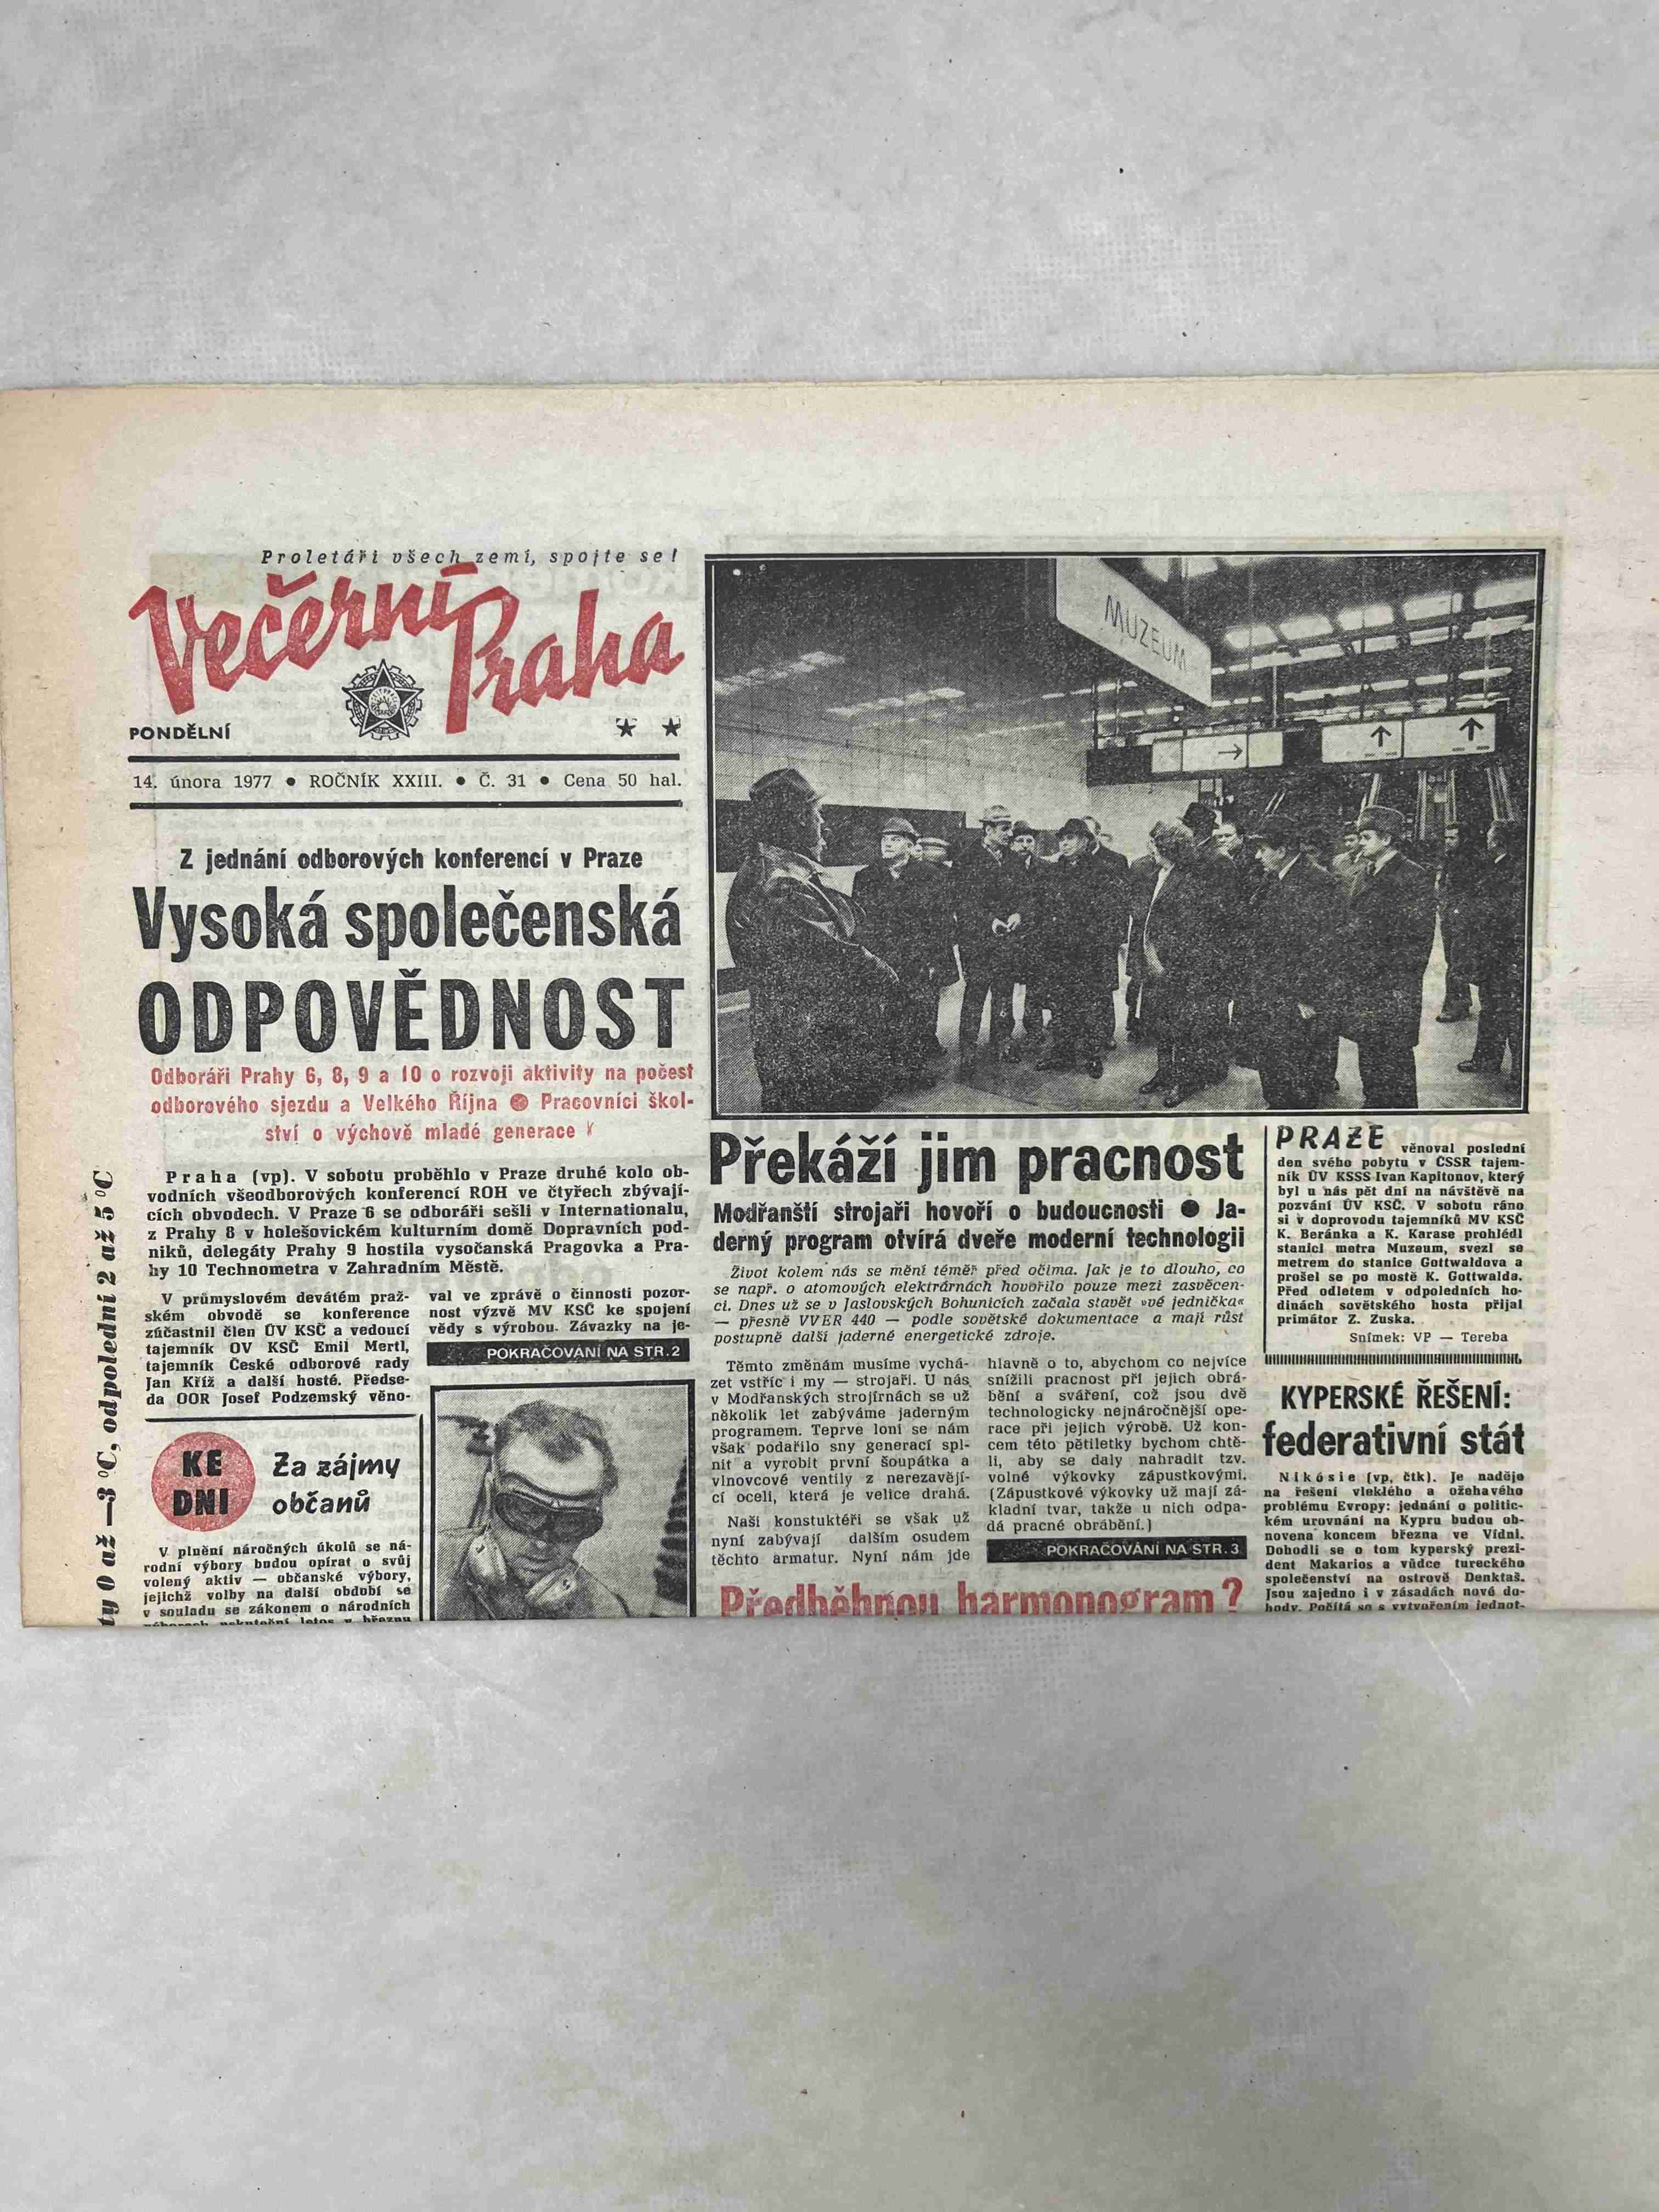 Proletáři všech zemí, spojte se!
Večerní
Praha
PONDĚLNÍ
14. února 1977 • ROČNÍK XXIII. • Č. 31 • Cena 50 hal.
Z jednání odborových konferencí v Praze
Vysoká společenská
ODPOVĚDNOST
Odboráři Prahy 6, 8, 9 a 10 o rozvoji aktivity na počest
odborového sjezdu a Velkého Října ● Pracovníci škol-
ství o výchově mladé generace
Praha (vp). V sobotu proběhlo v Praze druhé kolo ob-
vodních všeodborových konferencí ROH ve čtyřech zbývají-
cích obvodech. V Praze 6 se odboráři sešli v Internationalu,
z Prahy 8 v holešovickém kulturním domě Dopravních pod-
niků, delegáty Prahy 9 hostila vysočanská Pragovka a Pra-
hy 10 Technometra v Zahradním Městě.
V průmyslovém devátém praž-
ském obvodě se konference
zúčastnil člen ÚV KSČ a vedoucí
tajemník OV KSČ Emil Mertl,
tajemník České odborové rady
Jan Kříž a další hosté. Předse-
da OOR Josef Podzemský věno-
val ve zprávě o činnosti pozor-
nost výzvě MV KSČ ke spojení
vědy s výrobou. Závazky na je-
POKRAČOVÁNÍ NA STR. 2
KE
DNI
Za zájmy
občanů
V plnění náročných úkolů se ná-
rodní výbory budou opírat o svůj
volený aktiv — občanské výbory,
jejichž volby na další období se
v souladu se zákonem o národních
výborech uskuteční letos v březnu
ty 0 až —3 °C, odpolední 2 až 5 °C
MUZEUM
Překáží jim pracnost
Modřanští strojaři hovoří o budoucnosti ● Ja-
derný program otvírá dveře moderní technologii
Život kolem nás se mění téměř před očima. Jak je to dlouho, co
se např. o atomových elektrárnách hovořilo pouze mezi zasvěcen-
ci. Dnes už se v Jaslovských Bohunicích začala stavět »vé jednička«
— přesně VVER 440 — podle sovětské dokumentace a mají růst
postupně další jaderné energetické zdroje.
Těmto změnám musíme vychá-
zet vstříc i my — strojaři. U nás
v Modřanských strojírnách se už
několik let zabýváme jaderným
programem. Teprve loni se nám
však podařilo sny generací spl-
nit a vyrobit první šoupátka a
vlnovcové ventily z nerezavějí-
cí oceli, která je velice drahá.
Naši konstuktéři se však už
nyní zabývají dalším osudem
těchto armatur. Nyní nám jde
hlavně o to, abychom co nejvíce
snížili pracnost při jejich obrá-
bění a sváření, což jsou dvě
technologicky nejnáročnější ope-
race při jejich výrobě. Už kon-
cem této pětiletky bychom chtě-
li, aby se daly nahradit tzv.
volné výkovky zápustkovými.
(Zápustkové výkovky už mají zá-
kladní tvar, takže u nich odpa-
dá pracné obrábění.)
POKRAČOVÁNÍ NA STR. 3
Předběhnou harmonogram?
PRAZE věnoval poslední
den svého pobytu v ČSSR tajem-
ník ÚV KSSS Ivan Kapitonov, který
byl u nás pět dní na návštěvě na
pozvání ÚV KSČ. V sobotu ráno
si v doprovodu tajemníků MV KSČ
K. Beránka a K. Karase prohlédl
stanici metra Muzeum, svezl se
metrem do stanice Gottwaldova a
prošel se po mostě K. Gottwalda.
Před odletem v odpoledních ho-
dinách sovětského hosta přijal
primátor Z. Zuska.
Snímek: VP — Tereba
KYPERSKÉ ŘEŠENÍ:
federativní stát
Nikósie (vp, čtk). Je naděje
na řešení vleklého a ožehavého
problému Evropy: jednání o politic-
kém urovnání na Kypru budou ob-
novena koncem března ve Vídni.
Dohodli se o tom kyperský prezi-
dent Makarios a vůdce tureckého
společenství na ostrově Denktaš.
Jsou zajedno i v zásadách nové do-
hody. Počítá se s vytvořením jednot-